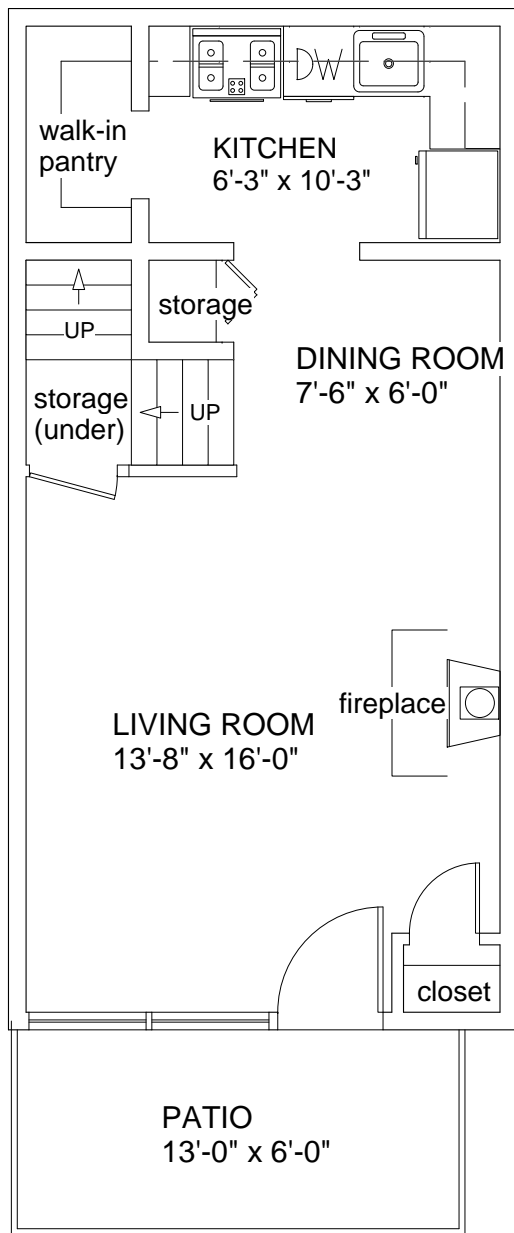 walk-in
pantry
DW
KITCHEN
6'-3" x 10'-3"
storage
UP
DINING ROOM
7'-6" x 6'-0"
storage
(under)
UP
fireplace
LIVING ROOM
13'-8" x 16'-0"
closet
PATIO
13'-0" x 6'-0"